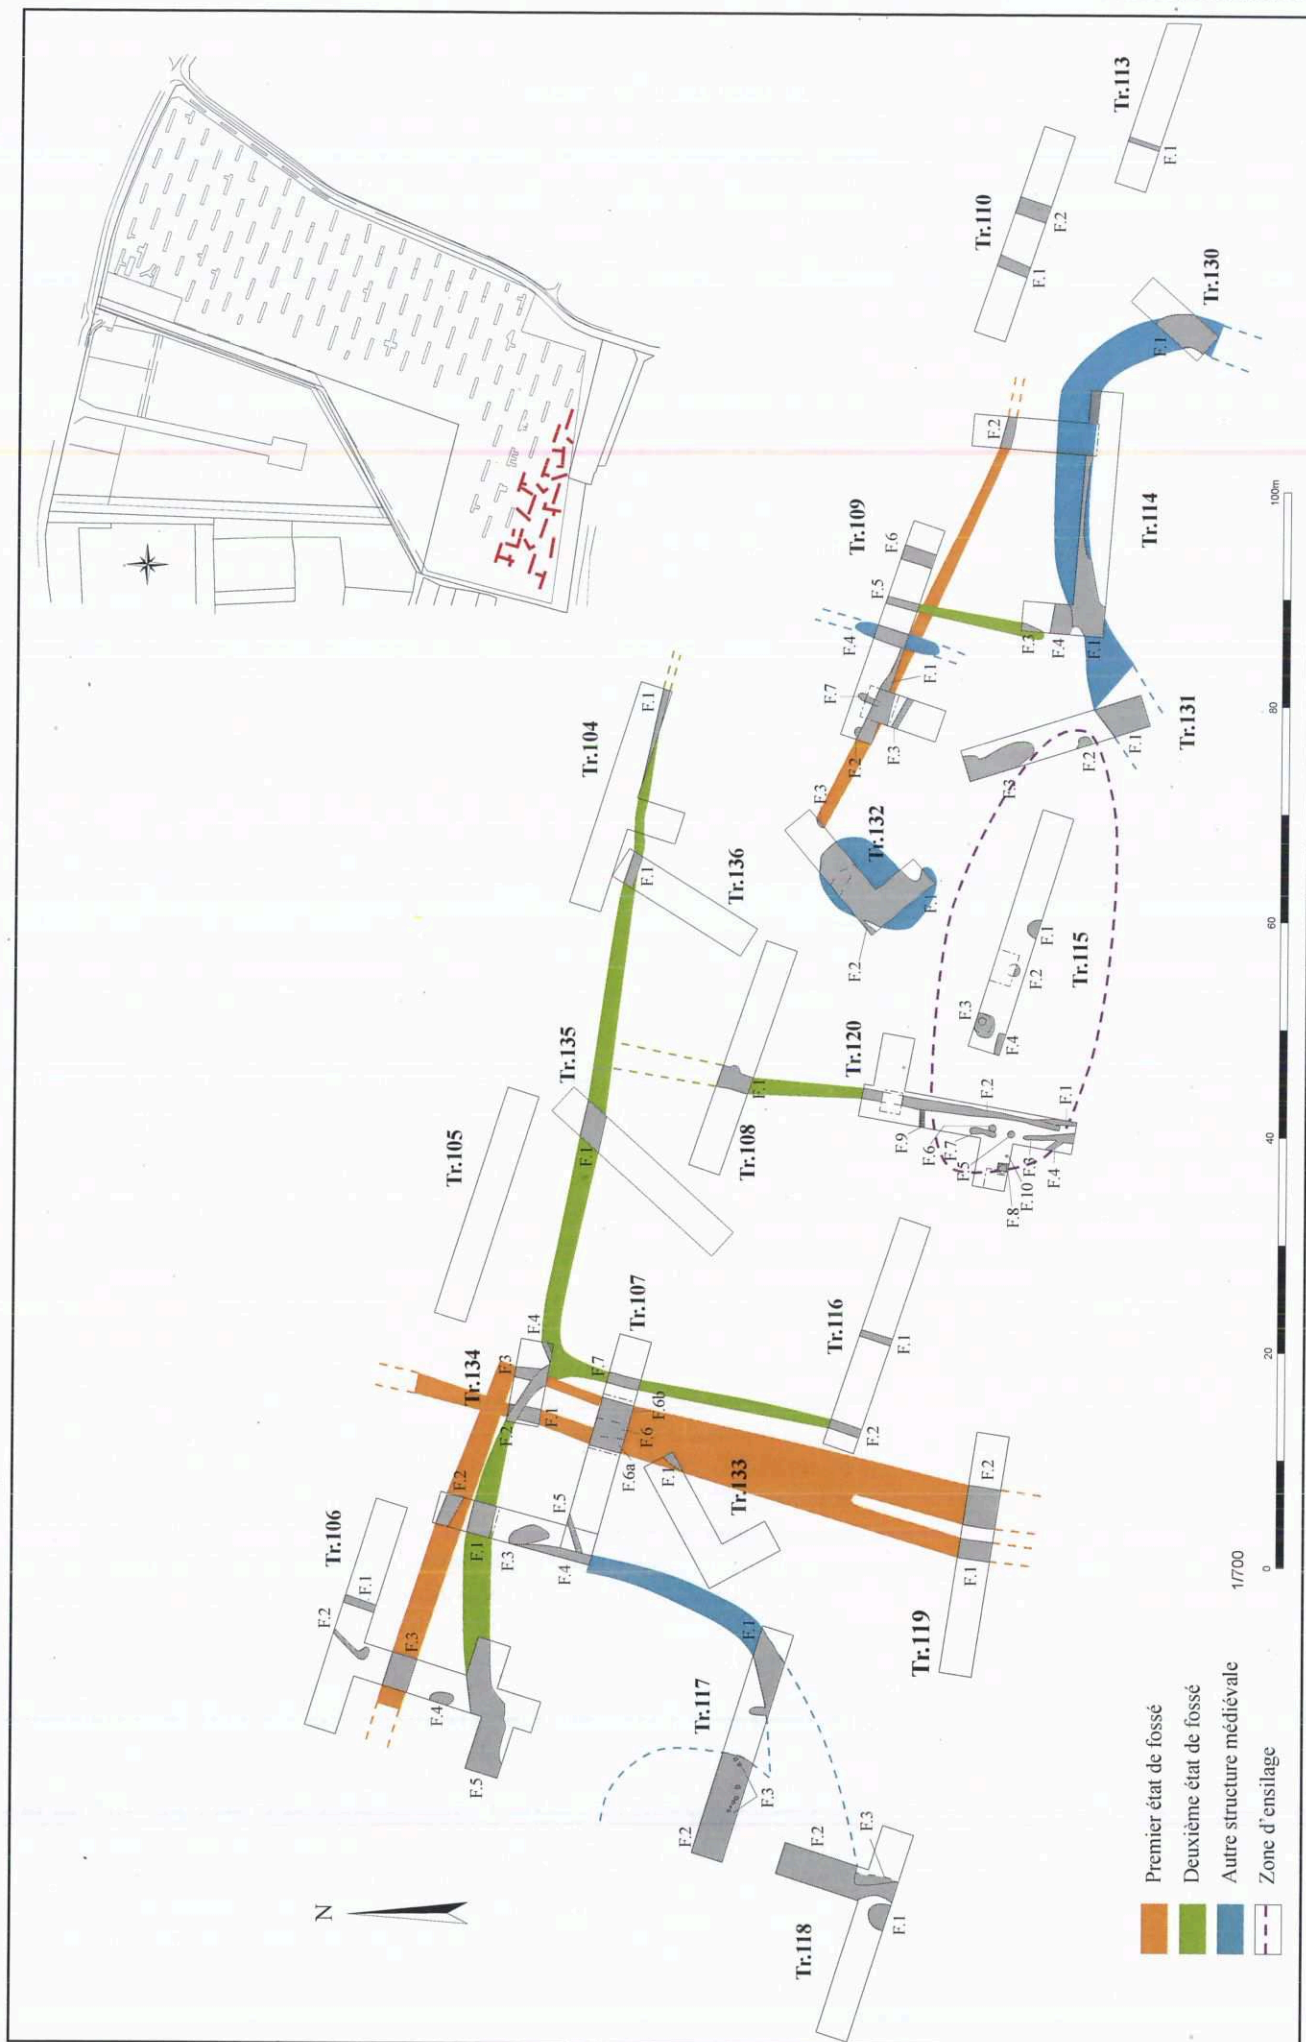 Tr.113
F.1
Tr.110
F.2
F.1
Tr.130
F.1
F.2
Tr.114
F.3
F.4
F.1
Tr.109
F.6
F.5
F.4
F.1
F.7
F.2
F.3
Tr.131
F.1
F.2
F.3
Tr.132
F.3
F.1
F.2
Tr.104
F.1
Tr.136
F.1
Tr.115
F.1
F.2
F.3
F.4
Tr.135
F.1
Tr.120
F.2
F.1
F.9
F.6
F.7
F.5
F.3
F.4
F.10
F.8
Tr.108
F.1
Tr.105
Tr.134
F.4
F.3
F.2
F.1
Tr.107
F.7
F.6b
F.6
F.6a
F.5
F.2
F.1
F.3
F.4
Tr.116
F.1
F.2
Tr.133
F.1
Tr.106
F.2
F.1
F.3
F.4
F.5
Tr.119
F.2
F.1
Tr.117
F.1
F.3
F.2
Tr.118
F.2
F.3
F.1
N
1/700
0
20
40
60
80
100m
Premier état de fossé
Deuxième état de fossé
Autre structure médiévale
Zone d'ensilage